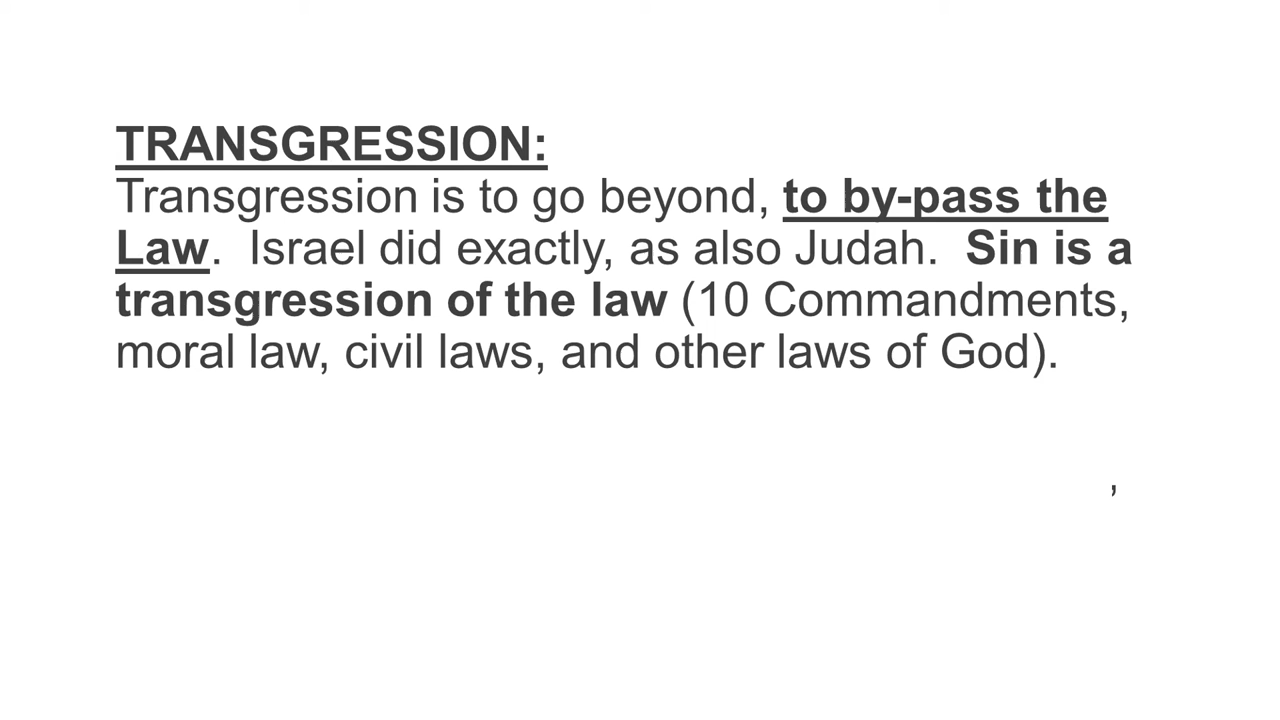 TRANSGRESSION:
Transgression is to go beyond, to by-pass the
Law.  Israel did exactly, as also Judah.  Sin is a
transgression of the law (10 Commandments,
moral law, civil laws, and other laws of God).
,